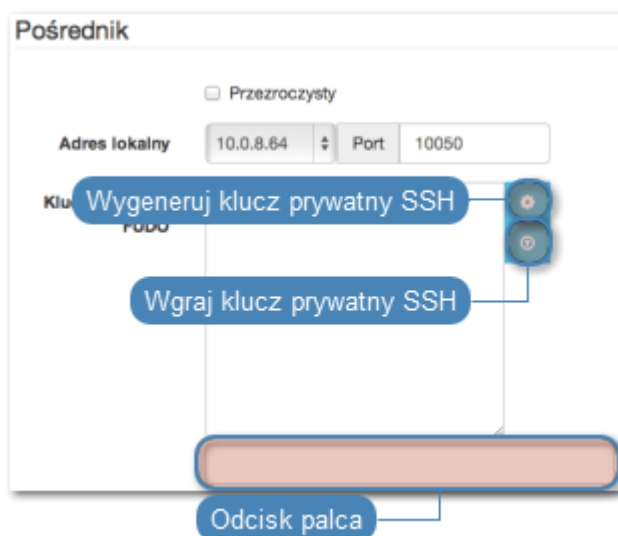 Pośrednik
Przezroczysty
Adres lokalny 10.0.8.64 Port 10050
Wygeneruj klucz prywatny SSH
Wgraj klucz prywatny SSH
Odcisk palca